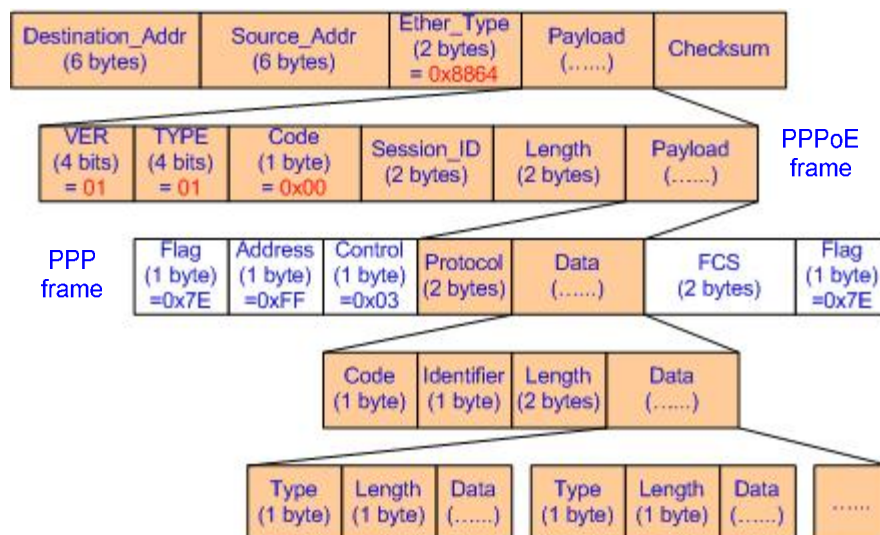 Destination_Addr
(6 bytes)
Source_Addr
(6 bytes)
Ether_Type
(2 bytes)
= 0x8864
Payload
(......)
Checksum
VER
(4 bits)
= 01
TYPE
(4 bits)
= 01
Code
(1 byte)
= 0x00
Session_ID
(2 bytes)
Length
(2 bytes)
Payload
(......)
PPPoE
frame
PPP
frame
Flag
(1 byte)
=0x7E
Address
(1 byte)
=0xFF
Control
(1 byte)
=0x03
Protocol
(2 bytes)
Data
(......)
FCS
(2 bytes)
Flag
(1 byte)
=0x7E
Code
(1 byte)
Identifier
(1 byte)
Length
(2 bytes)
Data
(......)
Type
(1 byte)
Length
(1 byte)
Data
(......)
Type
(1 byte)
Length
(1 byte)
Data
(......)
......